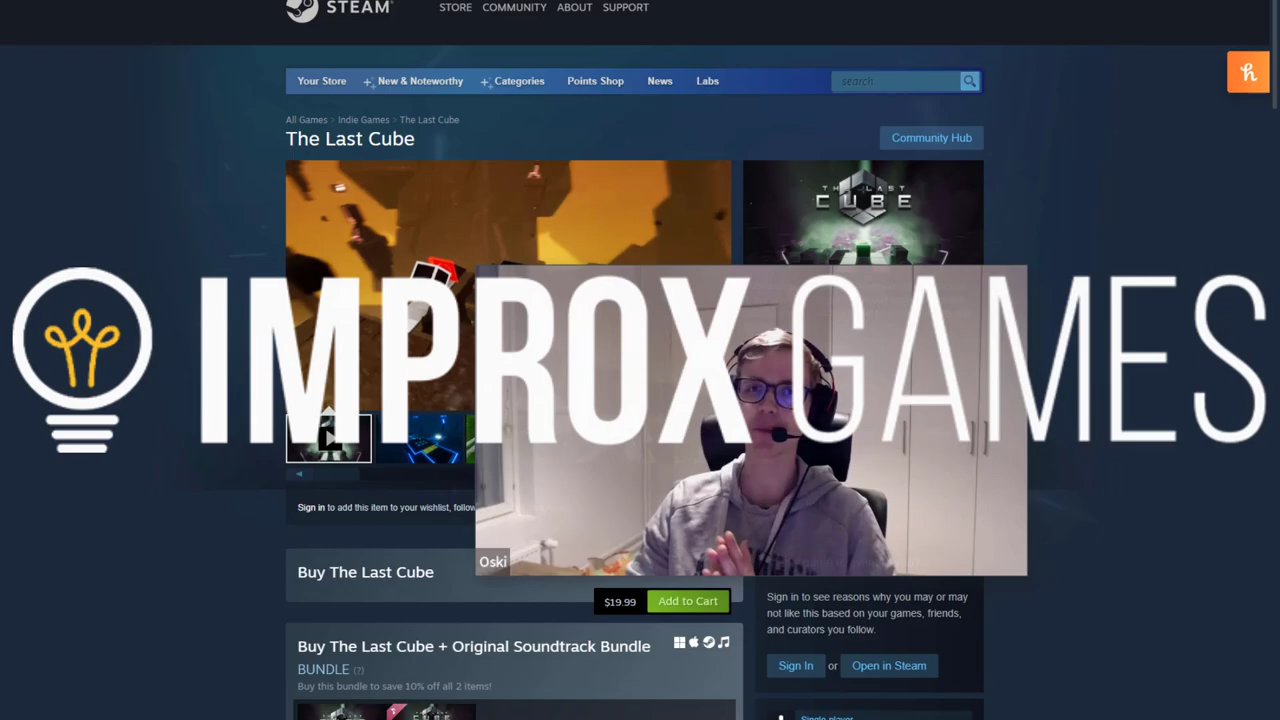 STEAM
STORE COMMUNITY ABOUT SUPPORT
Your Store New & Noteworthy Categories Points Shop News Labs search
All Games > Indie Games > The Last Cube
The Last Cube
Community Hub
THE LAST
CUBE
IMPROX GAMES
Sign in to add this item to your wishlist, follow
Oski
Buy The Last Cube
$19.99 Add to Cart
Sign in to see reasons why you may or may
not like this based on your games, friends,
and curators you follow.
Sign In or Open in Steam
Buy The Last Cube + Original Soundtrack Bundle
BUNDLE (?)
Buy this bundle to save 10% off all 2 items!
Single-player